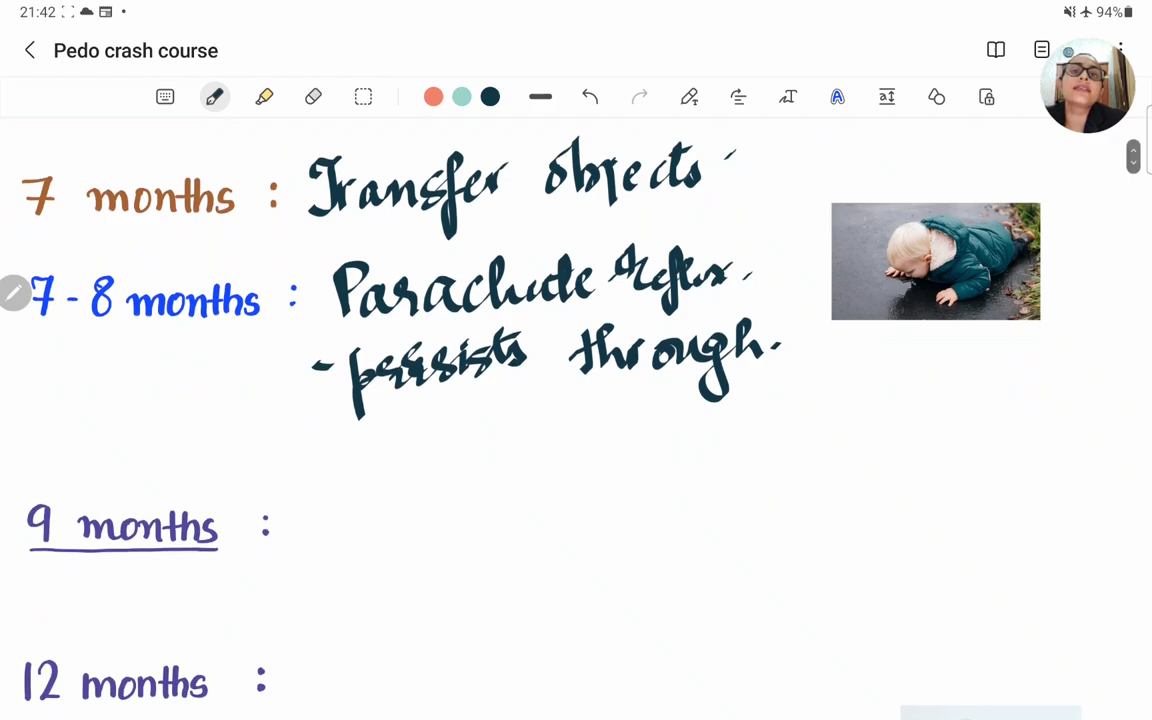 21:42
94%
Pedo crash course
7 months : Transfer objects
7-8 months : Parachute reflex.
- persists through.
9 months :
12 months :